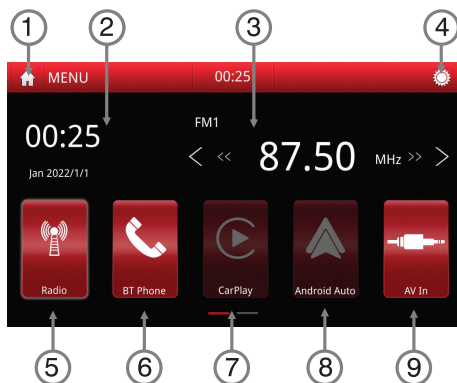 1 2 3 4
MENU 00:25
00:25
Jan 2022/1/1
FM1
< << 87.50 MHz >> >
Radio BT Phone CarPlay Android Auto AV In
5 6 7 8 9